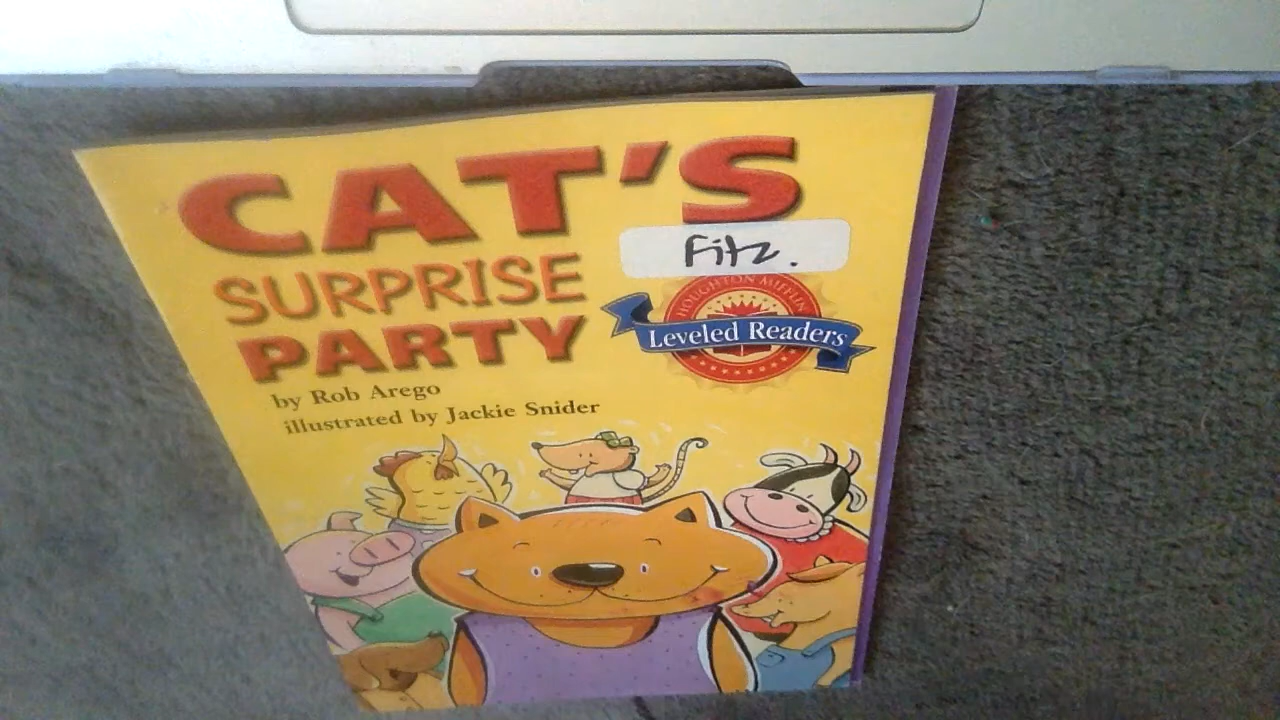 CAT'S
Fitz.
SURPRISE
PARTY
HOUGHTON MIFFLIN
Leveled Readers
by Rob Arego
illustrated by Jackie Snider